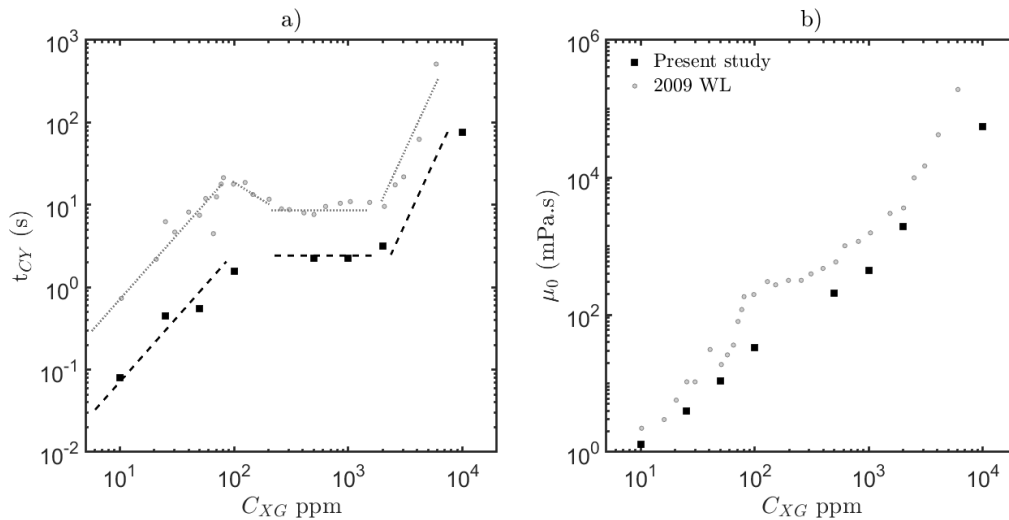 a)
10^3
10^2
10^1
10^0
10^-1
10^-2
t_CY (s)
10^1 10^2 10^3 10^4
C_XG ppm
b)
Present study
2009 WL
10^6
10^4
10^2
10^0
μ_0 (mPa.s)
10^1 10^2 10^3 10^4
C_XG ppm